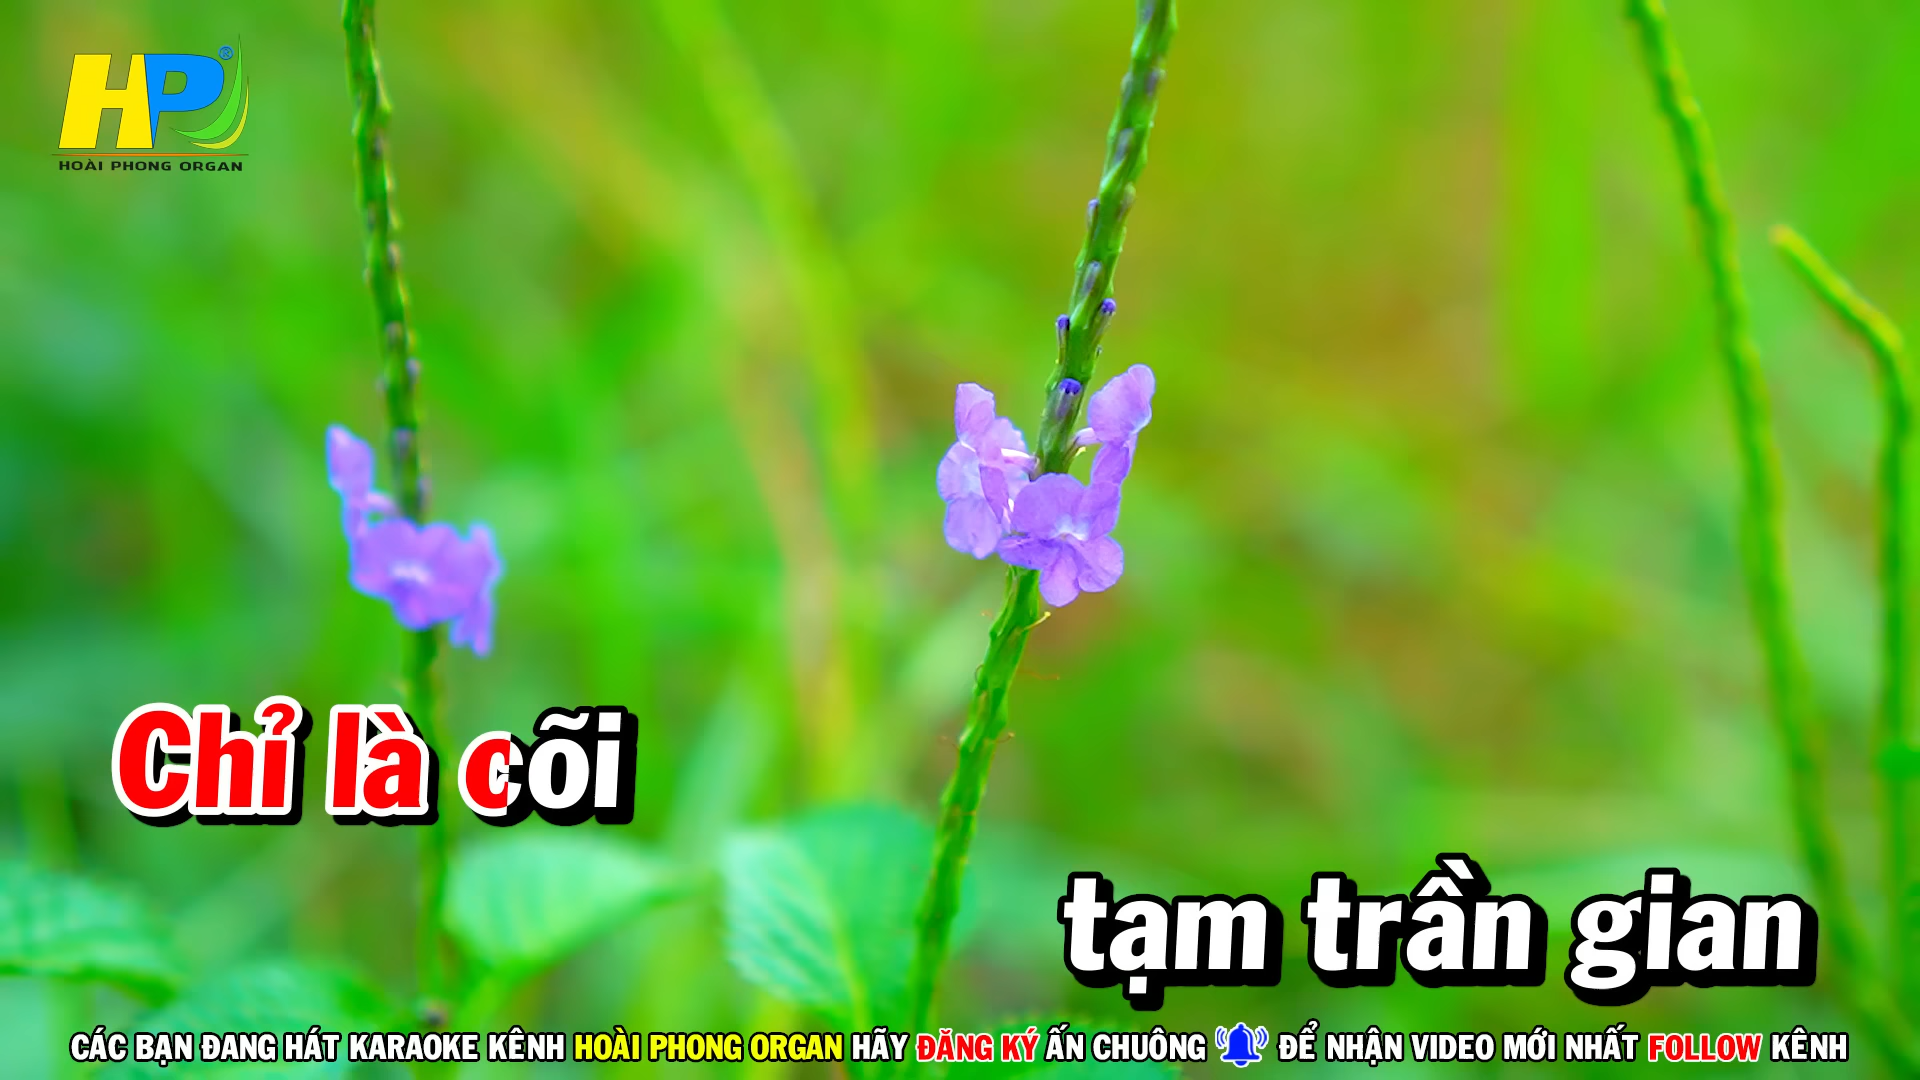 HP®
HOÀI PHONG ORGAN
Chỉ là cõi
tạm trần gian
CÁC BẠN ĐANG HÁT KARAOKE KÊNH HOÀI PHONG ORGAN HÃY ĐĂNG KÝ ẤN CHUÔNG ĐỂ NHẬN VIDEO MỚI NHẤT FOLLOW KÊNH